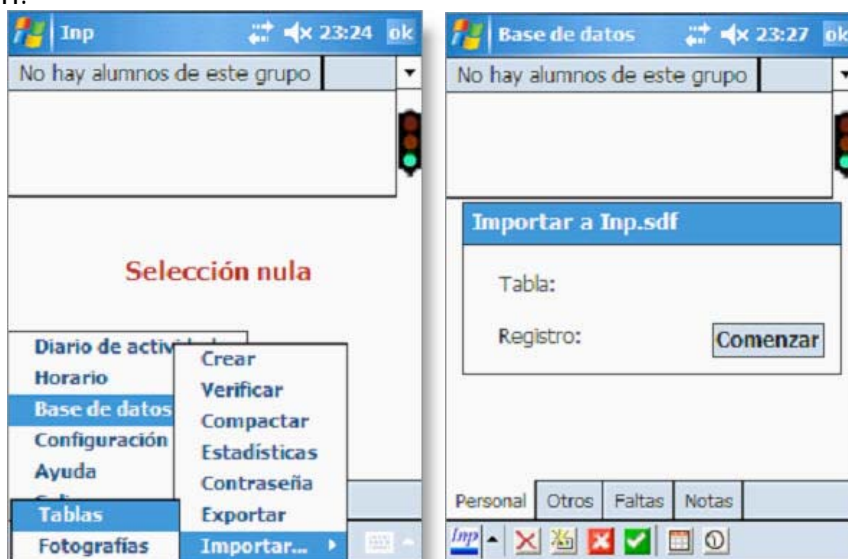 n.
Inp 23:24 ok
No hay alumnos de este grupo
Selección nula
Diario de activ
Horario
Base de datos
Configuración
Ayuda
Tablas
Fotografías
Crear
Verificar
Compactar
Estadísticas
Contraseña
Exportar
Importar...
Base de datos 23:27 ok
No hay alumnos de este grupo
Importar a Inp.sdf
Tabla:
Registro:
Comenzar
Personal Otros Faltas Notas
Inp